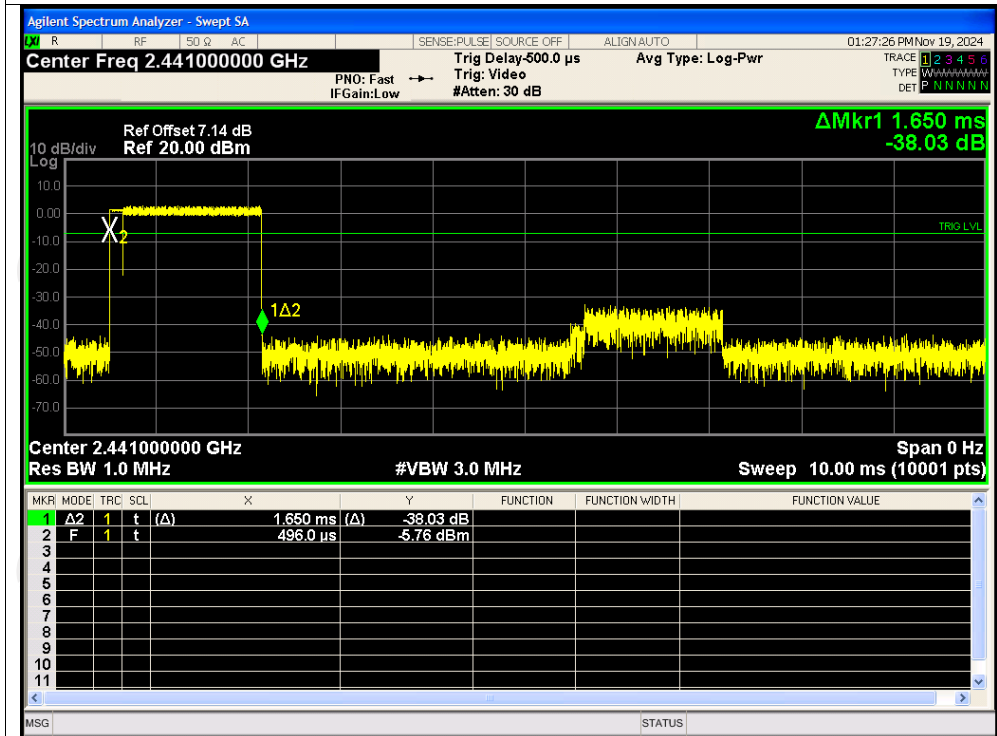 Agilent Spectrum Analyzer - Swept SA
LXI R RF 50 Ω AC SENSE:PULSE SOURCE OFF ALIGN AUTO 01:27:26 PM Nov 19, 2024
Center Freq 2.441000000 GHz Trig Delay-500.0 µs Avg Type: Log-Pwr TRACE 1 2 3 4 5 6
PNO: Fast Trig: Video TYPE WWWWWW
IFGain:Low #Atten: 30 dB DET P N N N N N
ΔMkr1 1.650 ms
-38.03 dB
Ref Offset 7.14 dB
10 dB/div Ref 20.00 dBm
Log
10.0
0.00
TRIG LVL
X2
-10.0
-20.0
-30.0
1Δ2
-40.0
-50.0
-60.0
-70.0
Center 2.441000000 GHz Span 0 Hz
Res BW 1.0 MHz #VBW 3.0 MHz Sweep 10.00 ms (10001 pts)
MKR MODE TRC SCL X Y FUNCTION FUNCTION WIDTH FUNCTION VALUE
1 Δ2 1 t (Δ) 1.650 ms (Δ) -38.03 dB
2 F 1 t 496.0 µs -5.76 dBm
3
4
5
6
7
8
9
10
11
MSG STATUS